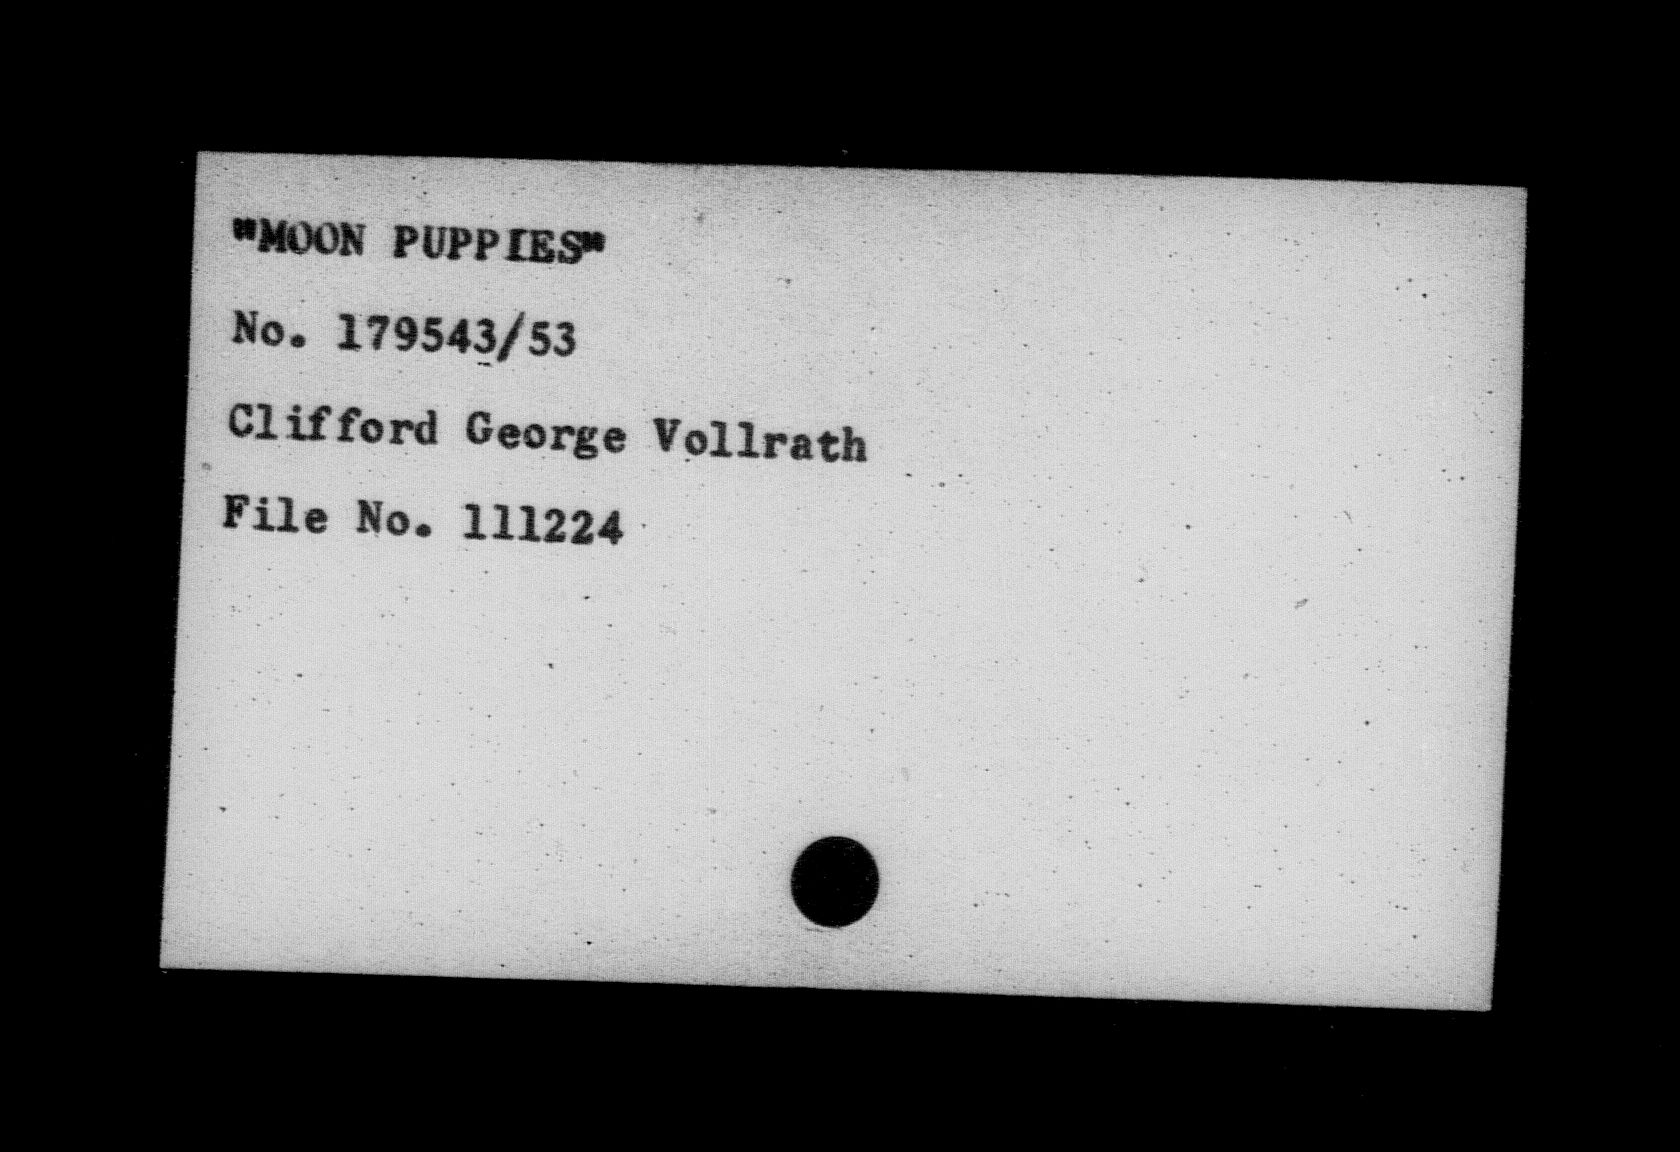 "MOON PUPPIES"
No. 179543/53
Clifford George Vollrath
File No. 111224